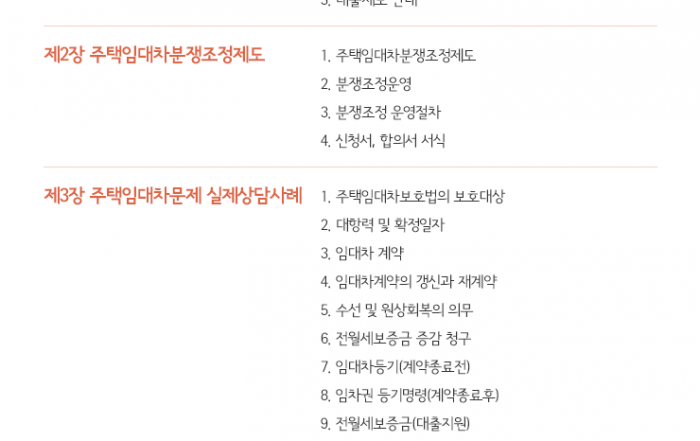 제2장 주택임대차분쟁조정제도
1. 주택임대차분쟁조정제도
2. 분쟁조정운영
3. 분쟁조정 운영절차
4. 신청서, 합의서 서식
제3장 주택임대차문제 실제상담사례
1. 주택임대차보호법의 보호대상
2. 대항력 및 확정일자
3. 임대차 계약
4. 임대차계약의 갱신과 재계약
5. 수선 및 원상회복의 의무
6. 전월세보증금 증감 청구
7. 임대차등기(계약종료전)
8. 임차권 등기명령(계약종료후)
9. 전월세보증금(대출지원)